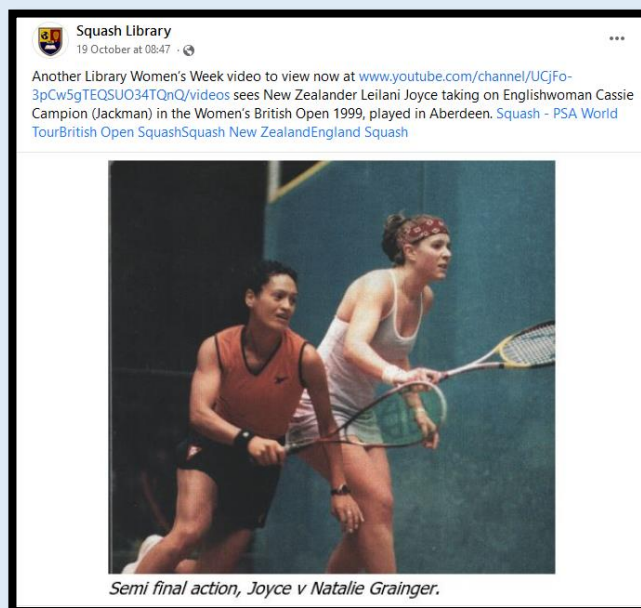 Squash Library
19 October at 08:47 ·
Another Library Women's Week video to view now at www.youtube.com/channel/UCjFo-
3pCw5gTEQSUO34TQnQ/videos sees New Zealander Leilani Joyce taking on Englishwoman Cassie
Campion (Jackman) in the Women's British Open 1999, played in Aberdeen. Squash - PSA World
TourBritish Open SquashSquash New ZealandEngland Squash
Semi final action, Joyce v Natalie Grainger.